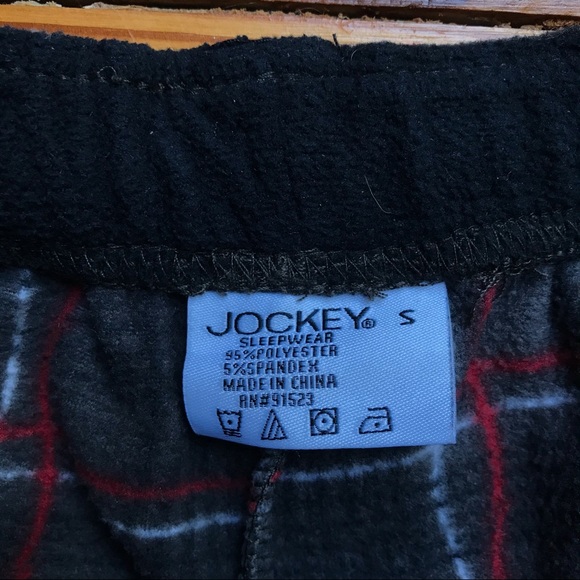 JOCKEY® S
SLEEPWEAR
95%POLYESTER
5%SPANDEX
MADE IN CHINA
RN#91523